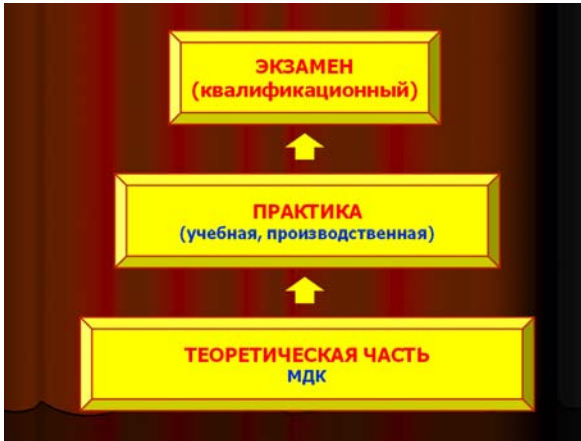 ЭКЗАМЕН
(квалификационный)
ПРАКТИКА
(учебная, производственная)
ТЕОРЕТИЧЕСКАЯ ЧАСТЬ
МДК